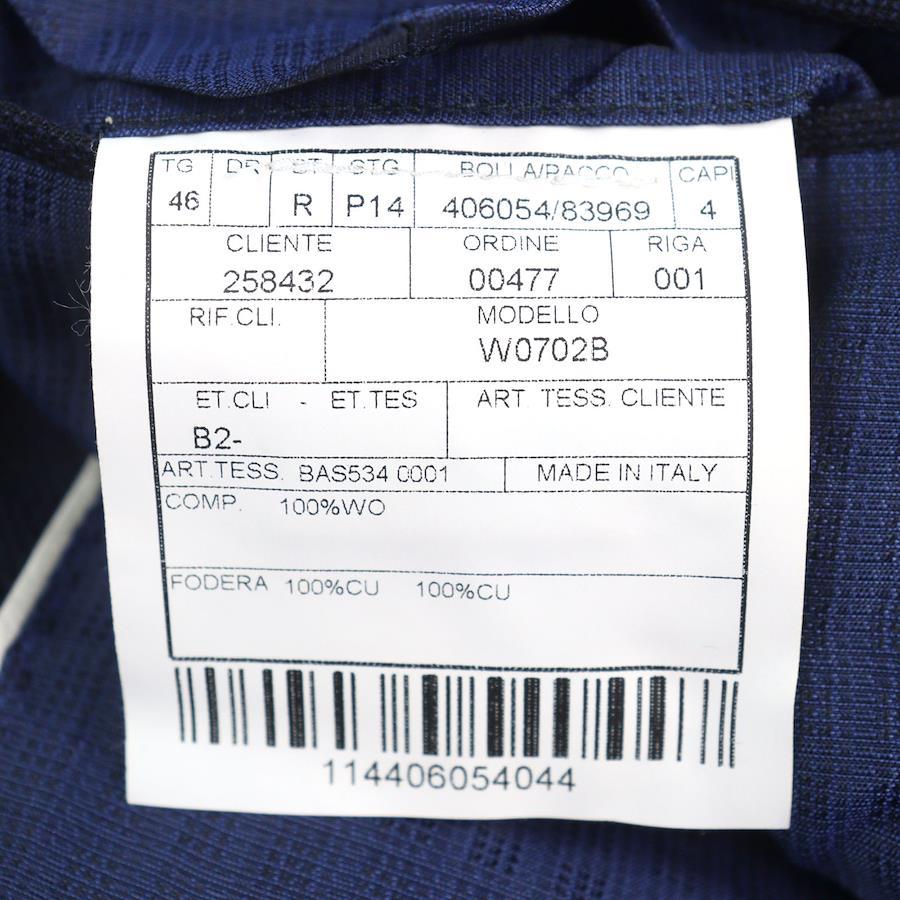 TG DR ST STG BOLLA/PACCO CAPI
46 R P14 406054/83969 4
CLIENTE ORDINE RIGA
258432 00477 001
RIF.CLI. MODELLO
W0702B
ET.CLI - ET.TES ART. TESS. CLIENTE
B2-
ART.TESS. BAS534 0001 MADE IN ITALY
COMP. 100%WO
FODERA 100%CU 100%CU
114406054044